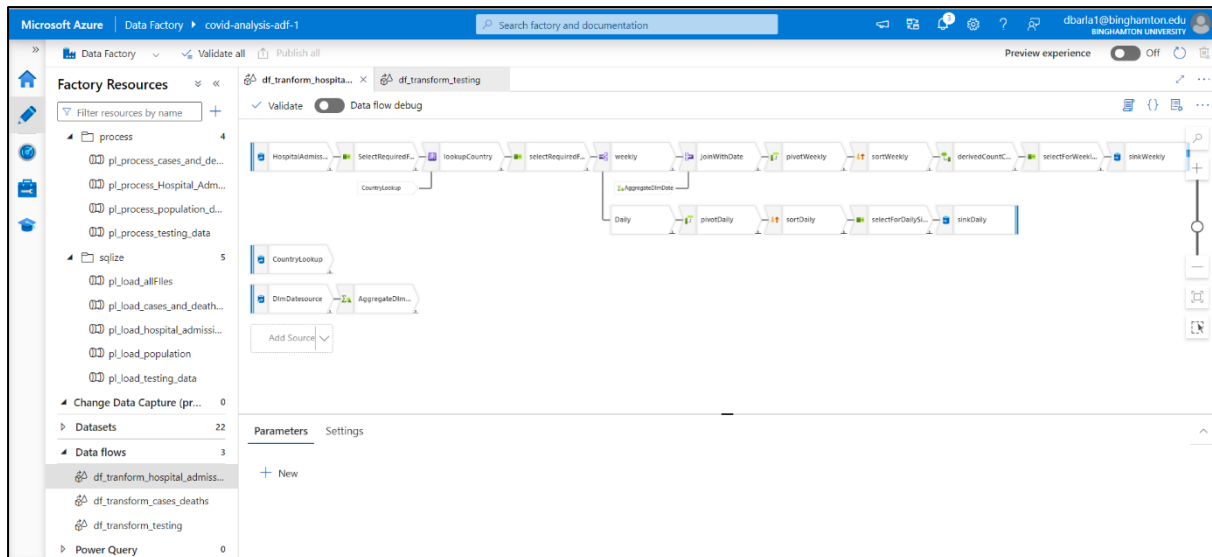 Microsoft Azure | Data Factory ▸ covid-analysis-adf-1
Search factory and documentation
3
dbarla1@binghamton.edu
BINGHAMTON UNIVERSITY
Data Factory
Validate all
Publish all
Preview experience
Off
Factory Resources
Filter resources by name
process 4
pl_process_cases_and_de...
pl_process_Hospital_Adm...
pl_process_population_d...
pl_process_testing_data
sqlize 5
pl_load_allFIles
pl_load_cases_and_death...
pl_load_hospital_admissi...
pl_load_population
pl_load_testing_data
Change Data Capture (pr... 0
Datasets 22
Data flows 3
df_tranform_hospital_admiss...
df_transform_cases_deaths
df_transform_testing
Power Query 0
df_tranform_hospita...
df_transform_testing
Validate
Data flow debug
HospitalAdmiss... SelectRequiredF... lookupCountry selectRequiredF... weekly joinWithDate pivotWeekly sortWeekly derivedCountC... selectForWeekl... sinkWeekly
CountryLookup AggregateDImDate
Daily pivotDaily sortDaily selectForDailySi... sinkDaily
CountryLookup
DImDatesource AggregateDIm...
Add Source
Parameters Settings
New